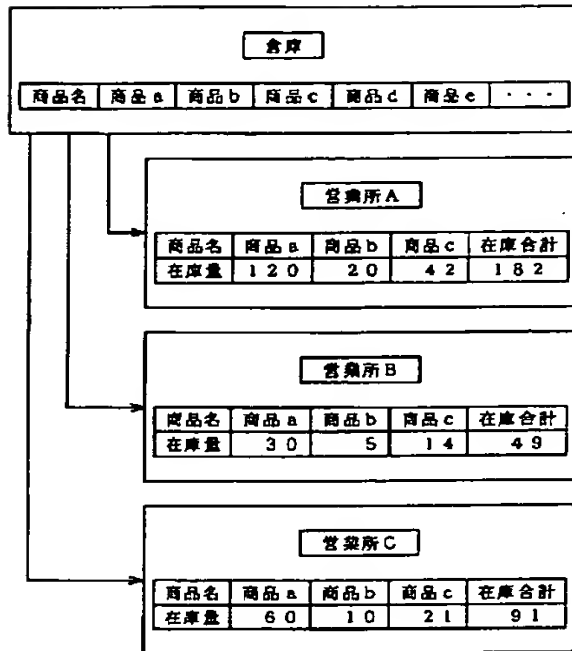 倉庫
商品名 商品a 商品b 商品c 商品d 商品e ・・・
営業所A
商品名 商品a 商品b 商品c 在庫合計
在庫量 120 20 42 182
営業所B
商品名 商品a 商品b 商品c 在庫合計
在庫量 30 5 14 49
営業所C
商品名 商品a 商品b 商品c 在庫合計
在庫量 60 10 21 91